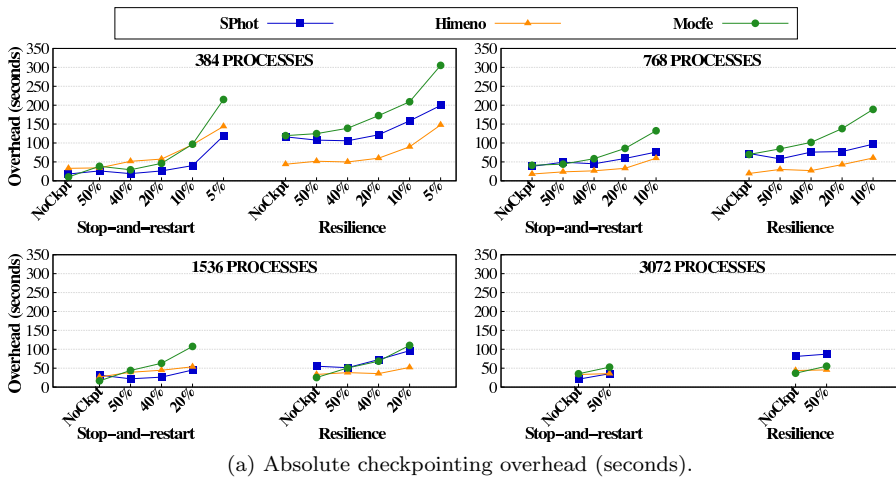 SPhot Himeno Mocfe
384 PROCESSES
Overhead (seconds)
350
300
250
200
150
100
50
0
NoCkpt 50% 40% 20% 10% 5% NoCkpt 50% 40% 20% 10% 5%
Stop-and-restart Resilience
768 PROCESSES
350
300
250
200
150
100
50
0
NoCkpt 50% 40% 20% 10% NoCkpt 50% 40% 20% 10%
Stop-and-restart Resilience
1536 PROCESSES
Overhead (seconds)
350
300
250
200
150
100
50
0
NoCkpt 50% 40% 20% NoCkpt 50% 40% 20%
Stop-and-restart Resilience
3072 PROCESSES
350
300
250
200
150
100
50
0
NoCkpt 50% NoCkpt 50%
Stop-and-restart Resilience
(a) Absolute checkpointing overhead (seconds).